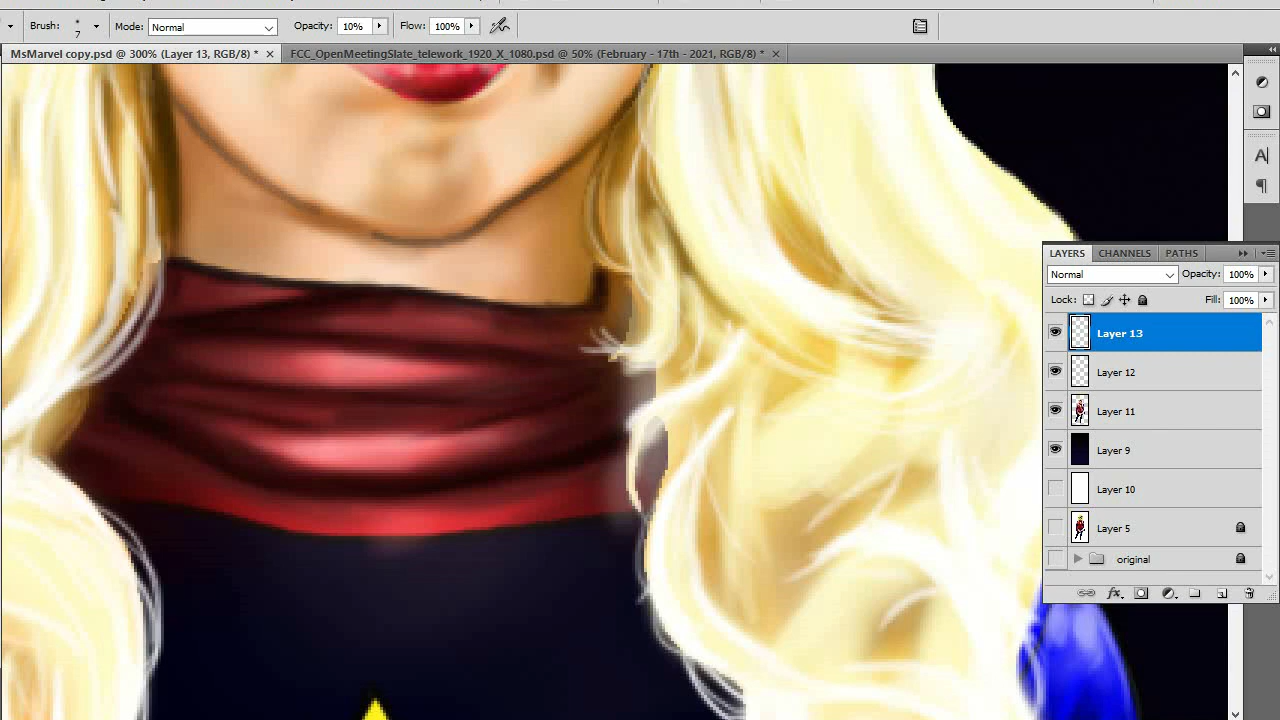 Brush: 7 Mode: Normal Opacity: 10% Flow: 100%
MsMarvel copy.psd @ 300% (Layer 13, RGB/8) * × FCC_OpenMeetingSlate_telework_1920_X_1080.psd @ 50% (February - 17th - 2021, RGB/8) * ×
A
LAYERS CHANNELS PATHS
Normal Opacity: 100%
Lock: Fill: 100%
Layer 13
Layer 12
Layer 11
Layer 9
Layer 10
Layer 5
original
fx